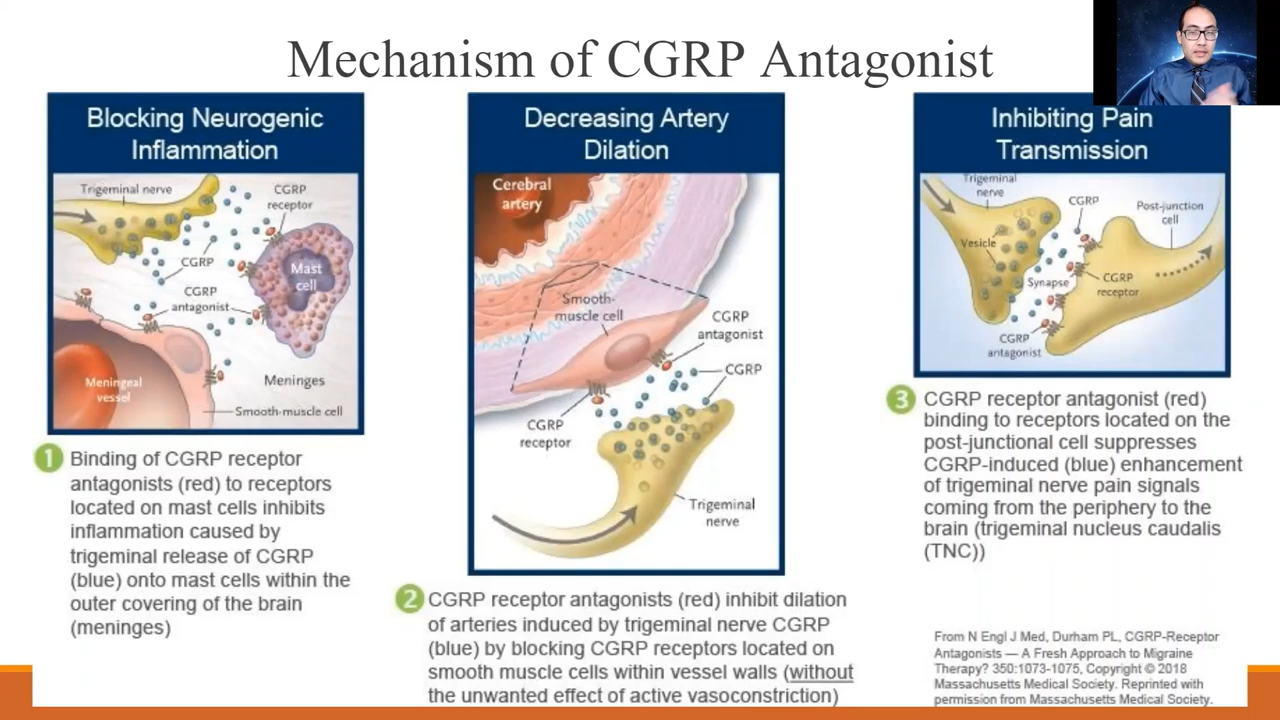 Mechanism of CGRP Antagonist
Blocking Neurogenic
Inflammation
Trigeminal nerve
CGRP
receptor
CGRP
Mast
cell
CGRP
antagonist
Meningeal
vessel
Meninges
Smooth-muscle cell
1 Binding of CGRP receptor
antagonists (red) to receptors
located on mast cells inhibits
inflammation caused by
trigeminal release of CGRP
(blue) onto mast cells within the
outer covering of the brain
(meninges)
Decreasing Artery
Dilation
Cerebral
artery
Smooth-
muscle cell
CGRP
antagonist
CGRP
CGRP
receptor
Trigeminal
nerve
2 CGRP receptor antagonists (red) inhibit dilation
of arteries induced by trigeminal nerve CGRP
(blue) by blocking CGRP receptors located on
smooth muscle cells within vessel walls (without
the unwanted effect of active vasoconstriction)
Inhibiting Pain
Transmission
Trigeminal
nerve
CGRP
Post-junction
cell
Vesicle
Synapse
CGRP
receptor
CGRP
antagonist
3 CGRP receptor antagonist (red)
binding to receptors located on the
post-junctional cell suppresses
CGRP-induced (blue) enhancement
of trigeminal nerve pain signals
coming from the periphery to the
brain (trigeminal nucleus caudalis
(TNC))
From N Engl J Med, Durham PL, CGRP-Receptor
Antagonists — A Fresh Approach to Migraine
Therapy? 350:1073-1075, Copyright © 2018
Massachusetts Medical Society. Reprinted with
permission from Massachusetts Medical Society.